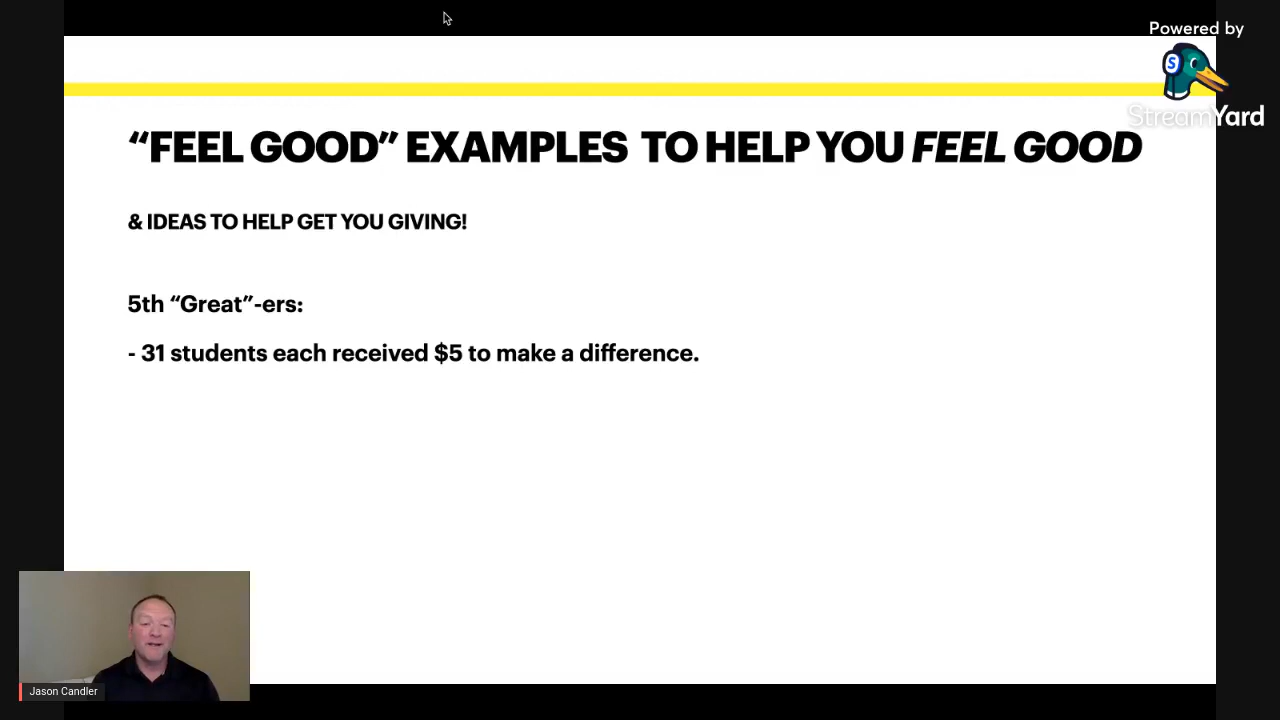 Powered by
S
StreamYard
“FEEL GOOD” EXAMPLES TO HELP YOU FEEL GOOD
& IDEAS TO HELP GET YOU GIVING!
5th “Great”-ers:
- 31 students each received $5 to make a difference.
Jason Candler